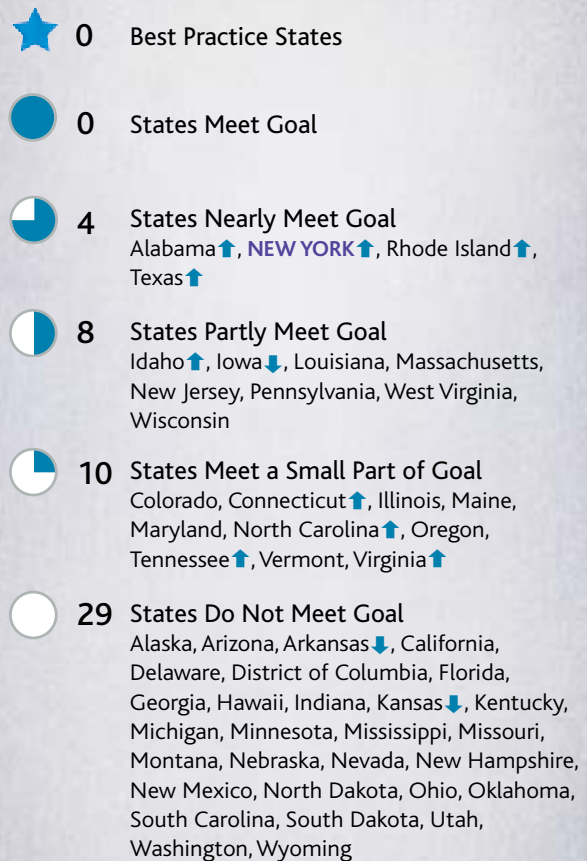 0 Best Practice States
0 States Meet Goal
4 States Nearly Meet Goal
Alabama⬆, NEW YORK⬆, Rhode Island⬆,
Texas⬆
8 States Partly Meet Goal
Idaho⬆, Iowa⬇, Louisiana, Massachusetts,
New Jersey, Pennsylvania, West Virginia,
Wisconsin
10 States Meet a Small Part of Goal
Colorado, Connecticut⬆, Illinois, Maine,
Maryland, North Carolina⬆, Oregon,
Tennessee⬆, Vermont, Virginia⬆
29 States Do Not Meet Goal
Alaska, Arizona, Arkansas⬇, California,
Delaware, District of Columbia, Florida,
Georgia, Hawaii, Indiana, Kansas⬇, Kentucky,
Michigan, Minnesota, Mississippi, Missouri,
Montana, Nebraska, Nevada, New Hampshire,
New Mexico, North Dakota, Ohio, Oklahoma,
South Carolina, South Dakota, Utah,
Washington, Wyoming